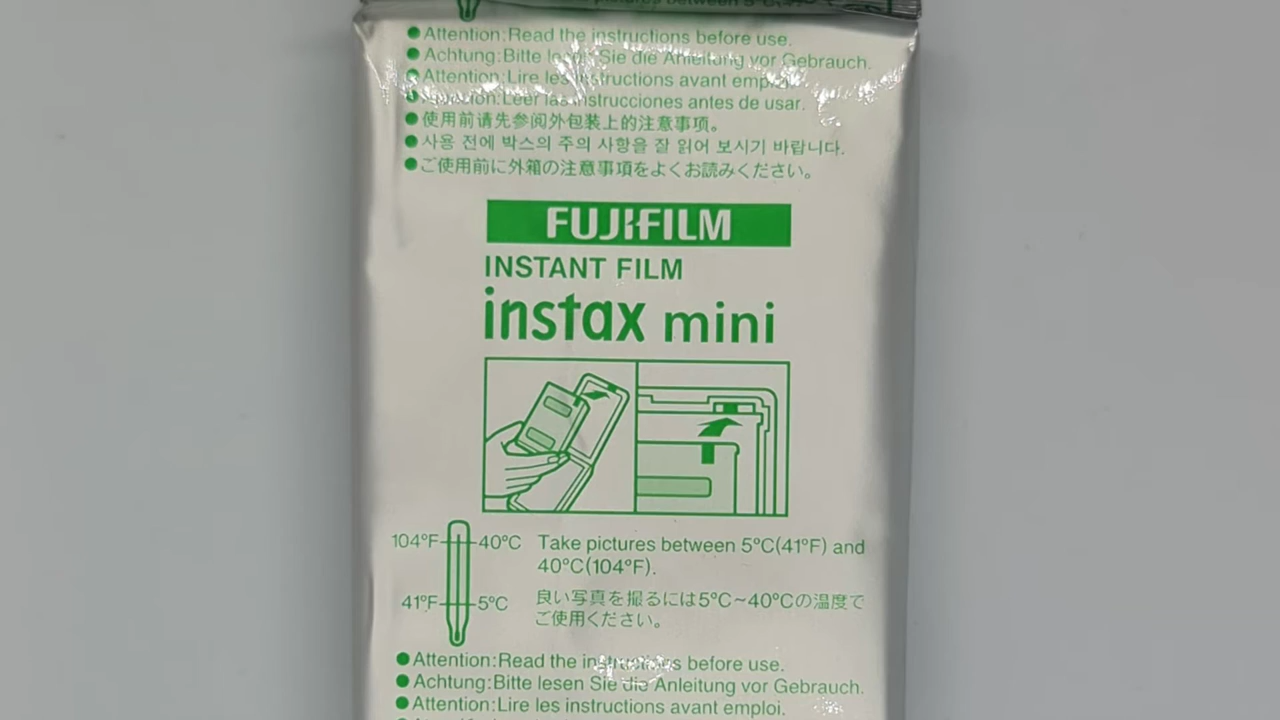 pictures between 5°C(41°
Attention:Read the instructions before use.
Achtung:Bitte lesen Sie die Anleitung vor Gebrauch.
Attention:Lire les instructions avant emploi.
Leer las instrucciones antes de usar.
使用前请先参阅外包装上的注意事项。
사용 전에 박스의 주의 사항을 잘 읽어 보시기 바랍니다.
ご使用前に外箱の注意事項をよくお読みください。
FUJIFILM
INSTANT FILM
instax mini
104°F 40°C
41°F 5°C
Take pictures between 5°C(41°F) and
40°C(104°F).
良い写真を撮るには5°C~40°Cの温度で
ご使用ください。
Attention:Read the instructions before use.
Achtung:Bitte lesen Sie die Anleitung vor Gebrauch.
Attention:Lire les instructions avant emploi.